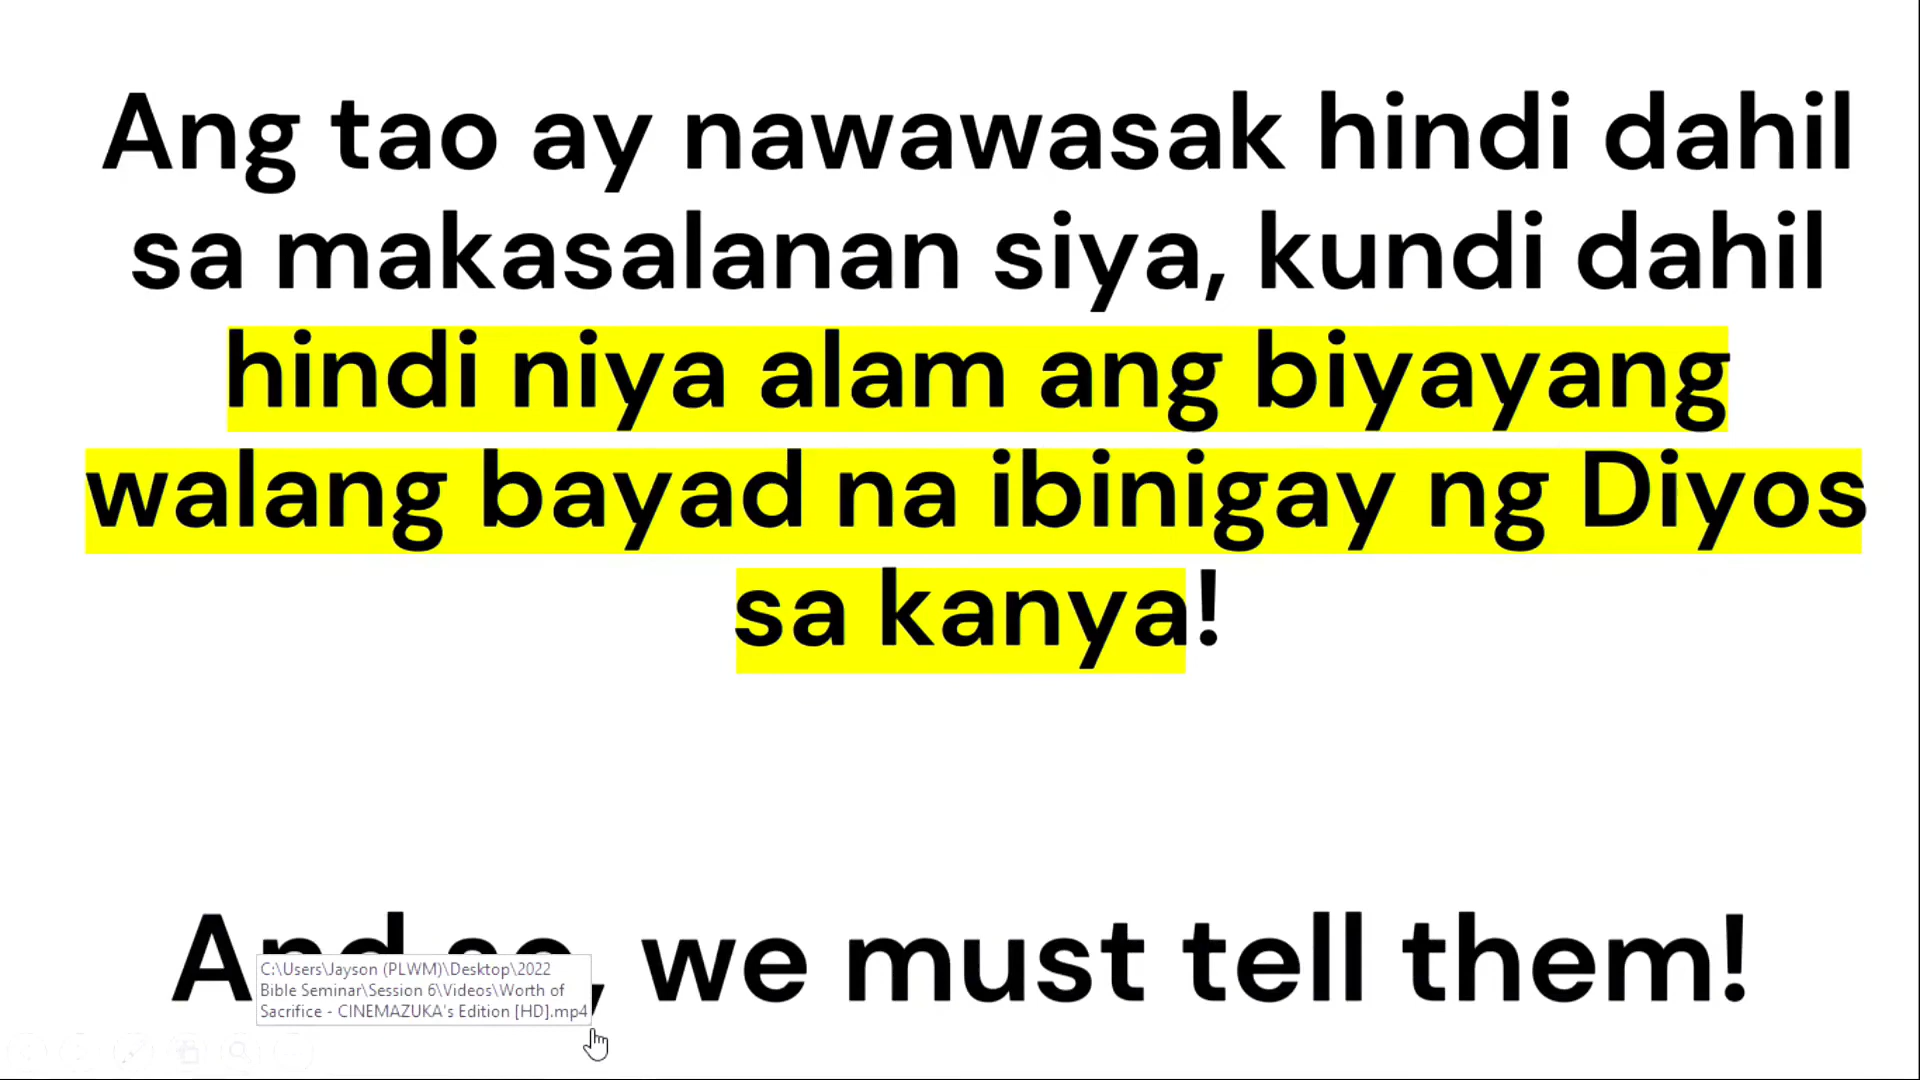 Ang tao ay nawawasak hindi dahil
sa makasalanan siya, kundi dahil
hindi niya alam ang biyayang
walang bayad na ibinigay ng Diyos
sa kanya!
And so, we must tell them!
C:\Users\Jayson (PLWM)\Desktop\2022
Bible Seminar\Session 6\Videos\Worth of
Sacrifice - CINEMAZUKA's Edition [HD].mp4